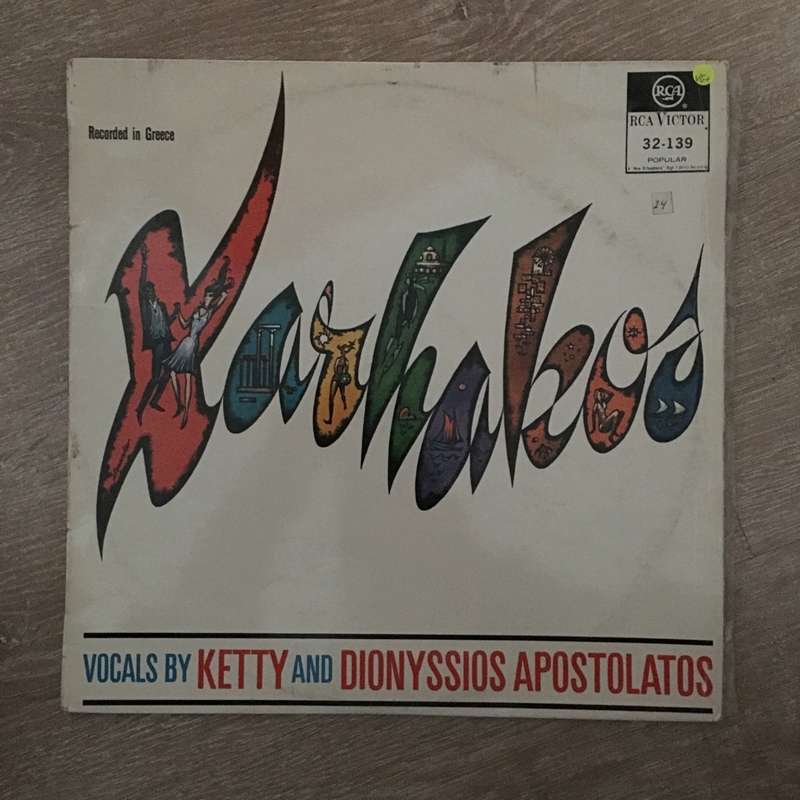 Recorded in Greece
RCA
RCA VICTOR
32-139
POPULAR
24
Xarhakos
VOCALS BY KETTY AND DIONYSSIOS APOSTOLATOS